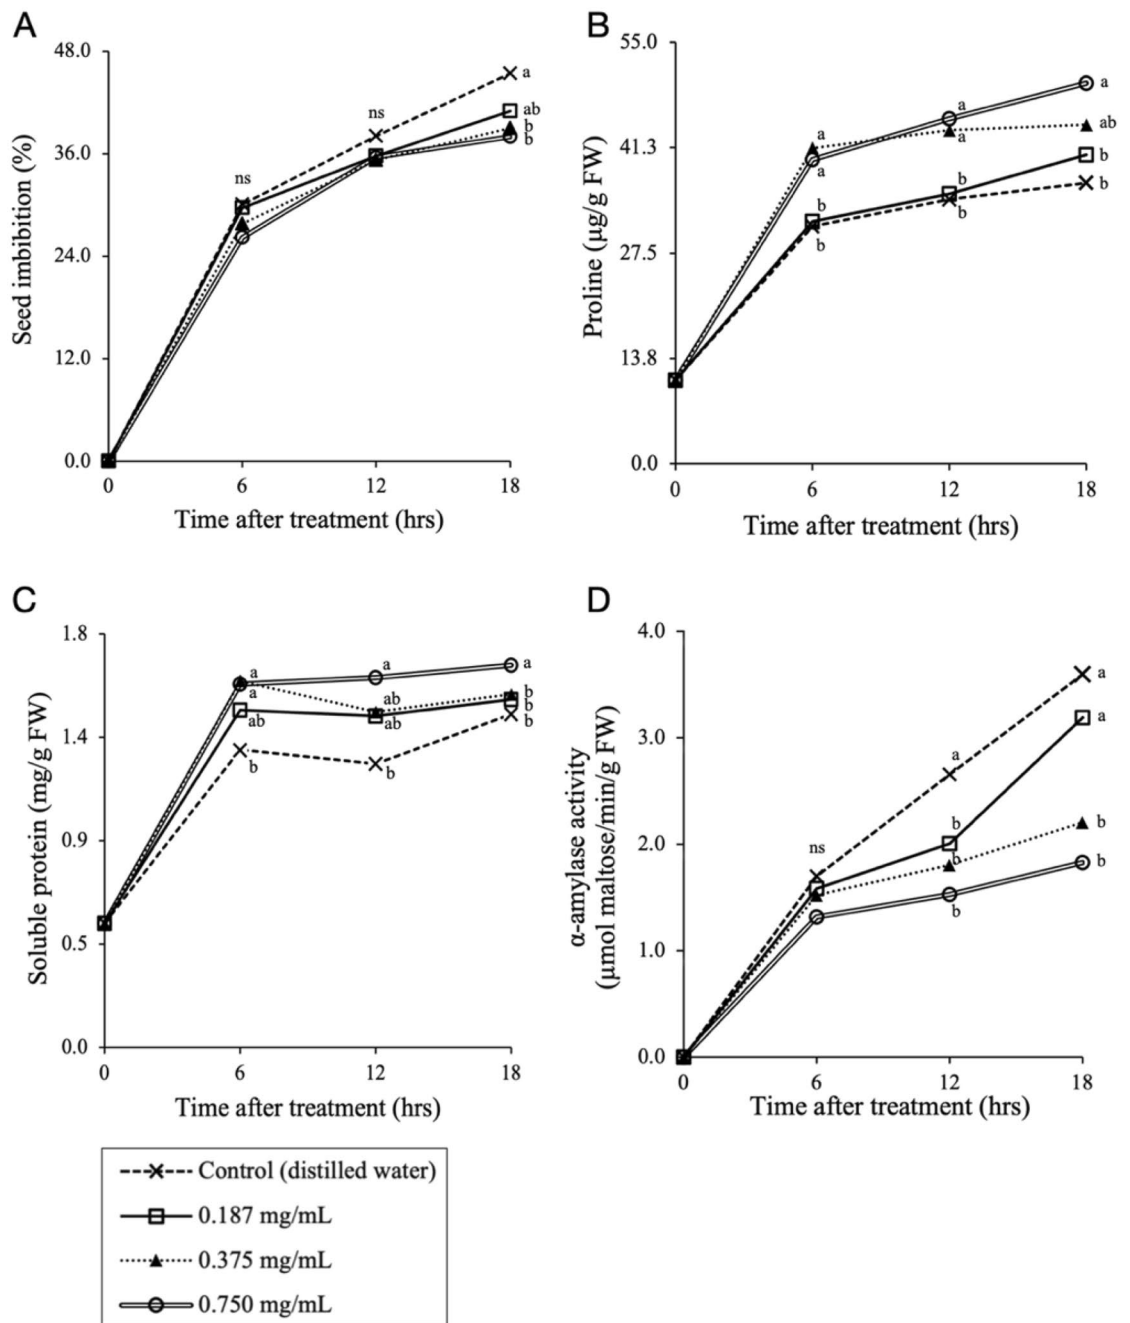 A
Seed imbibition (%)
48.0
36.0
24.0
12.0
0.0
ns
ns
a
ab
b
b
0
6
12
18
Time after treatment (hrs)
B
Proline (µg/g FW)
55.0
41.3
27.5
13.8
0.0
a
a
b
b
a
a
b
b
a
ab
b
b
0
6
12
18
Time after treatment (hrs)
C
Soluble protein (mg/g FW)
1.8
1.4
0.9
0.5
0.0
a
a
ab
b
a
ab
ab
b
a
b
b
b
0
6
12
18
Time after treatment (hrs)
D
α-amylase activity
(µmol maltose/min/g FW)
4.0
3.0
2.0
1.0
0.0
ns
a
b
b
b
a
a
b
b
0
6
12
18
Time after treatment (hrs)
Control (distilled water)
0.187 mg/mL
0.375 mg/mL
0.750 mg/mL